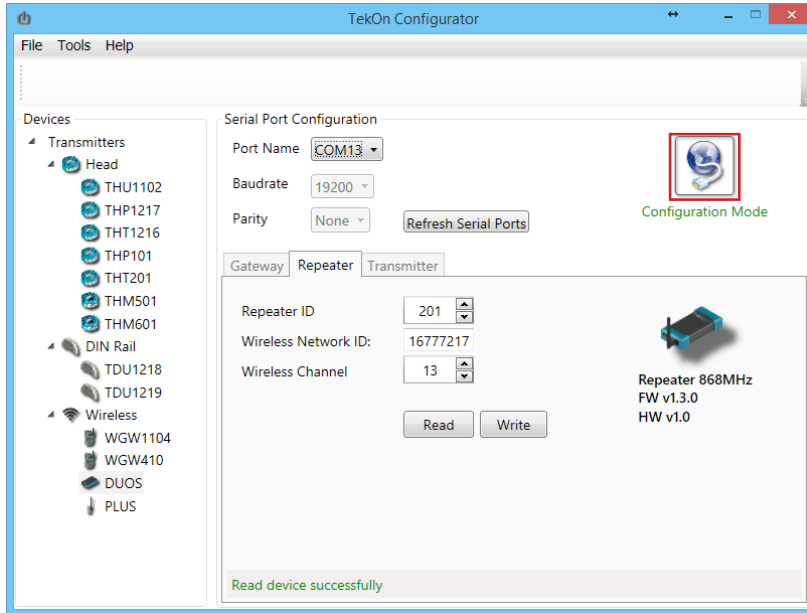 TekOn Configurator
File Tools Help
Devices
Transmitters
Head
THU1102
THP1217
THT1216
THP101
THT201
THM501
THM601
DIN Rail
TDU1218
TDU1219
Wireless
WGW1104
WGW410
DUOS
PLUS
Serial Port Configuration
Port Name COM13
Baudrate 19200
Parity None Refresh Serial Ports
Configuration Mode
Gateway Repeater Transmitter
Repeater ID 201
Wireless Network ID: 16777217
Wireless Channel 13
Read Write
Repeater 868MHz
FW v1.3.0
HW v1.0
Read device successfully